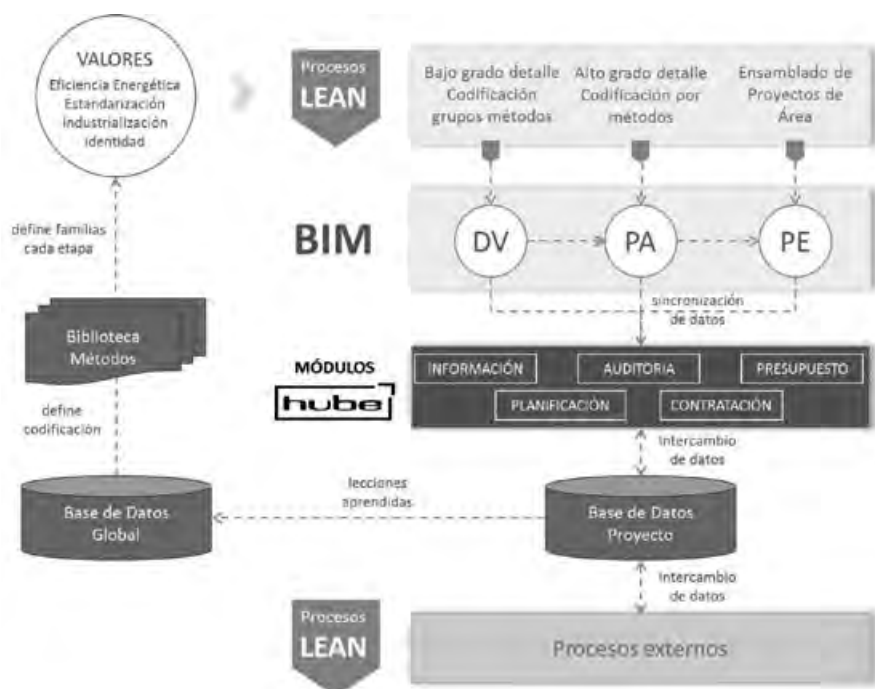 VALORES
Eficiencia Energética
Estandarización
Industrialización
identidad
Procesos
LEAN
Bajo grado detalle
Codificación
grupos métodos
Alto grado detalle
Codificación por
métodos
Ensamblado de
Proyectos de
Área
define familias
cada etapa
BIM
DV
PA
PE
sincronización
de datos
Biblioteca
Métodos
MÓDULOS
hube
INFORMACIÓN
AUDITORIA
PRESUPUESTO
PLANIFICACIÓN
CONTRATACIÓN
define
codificación
Intercambio
de datos
lecciones
aprendidas
Base de Datos
Global
Base de Datos
Proyecto
Intercambio
de datos
Procesos
LEAN
Procesos externos